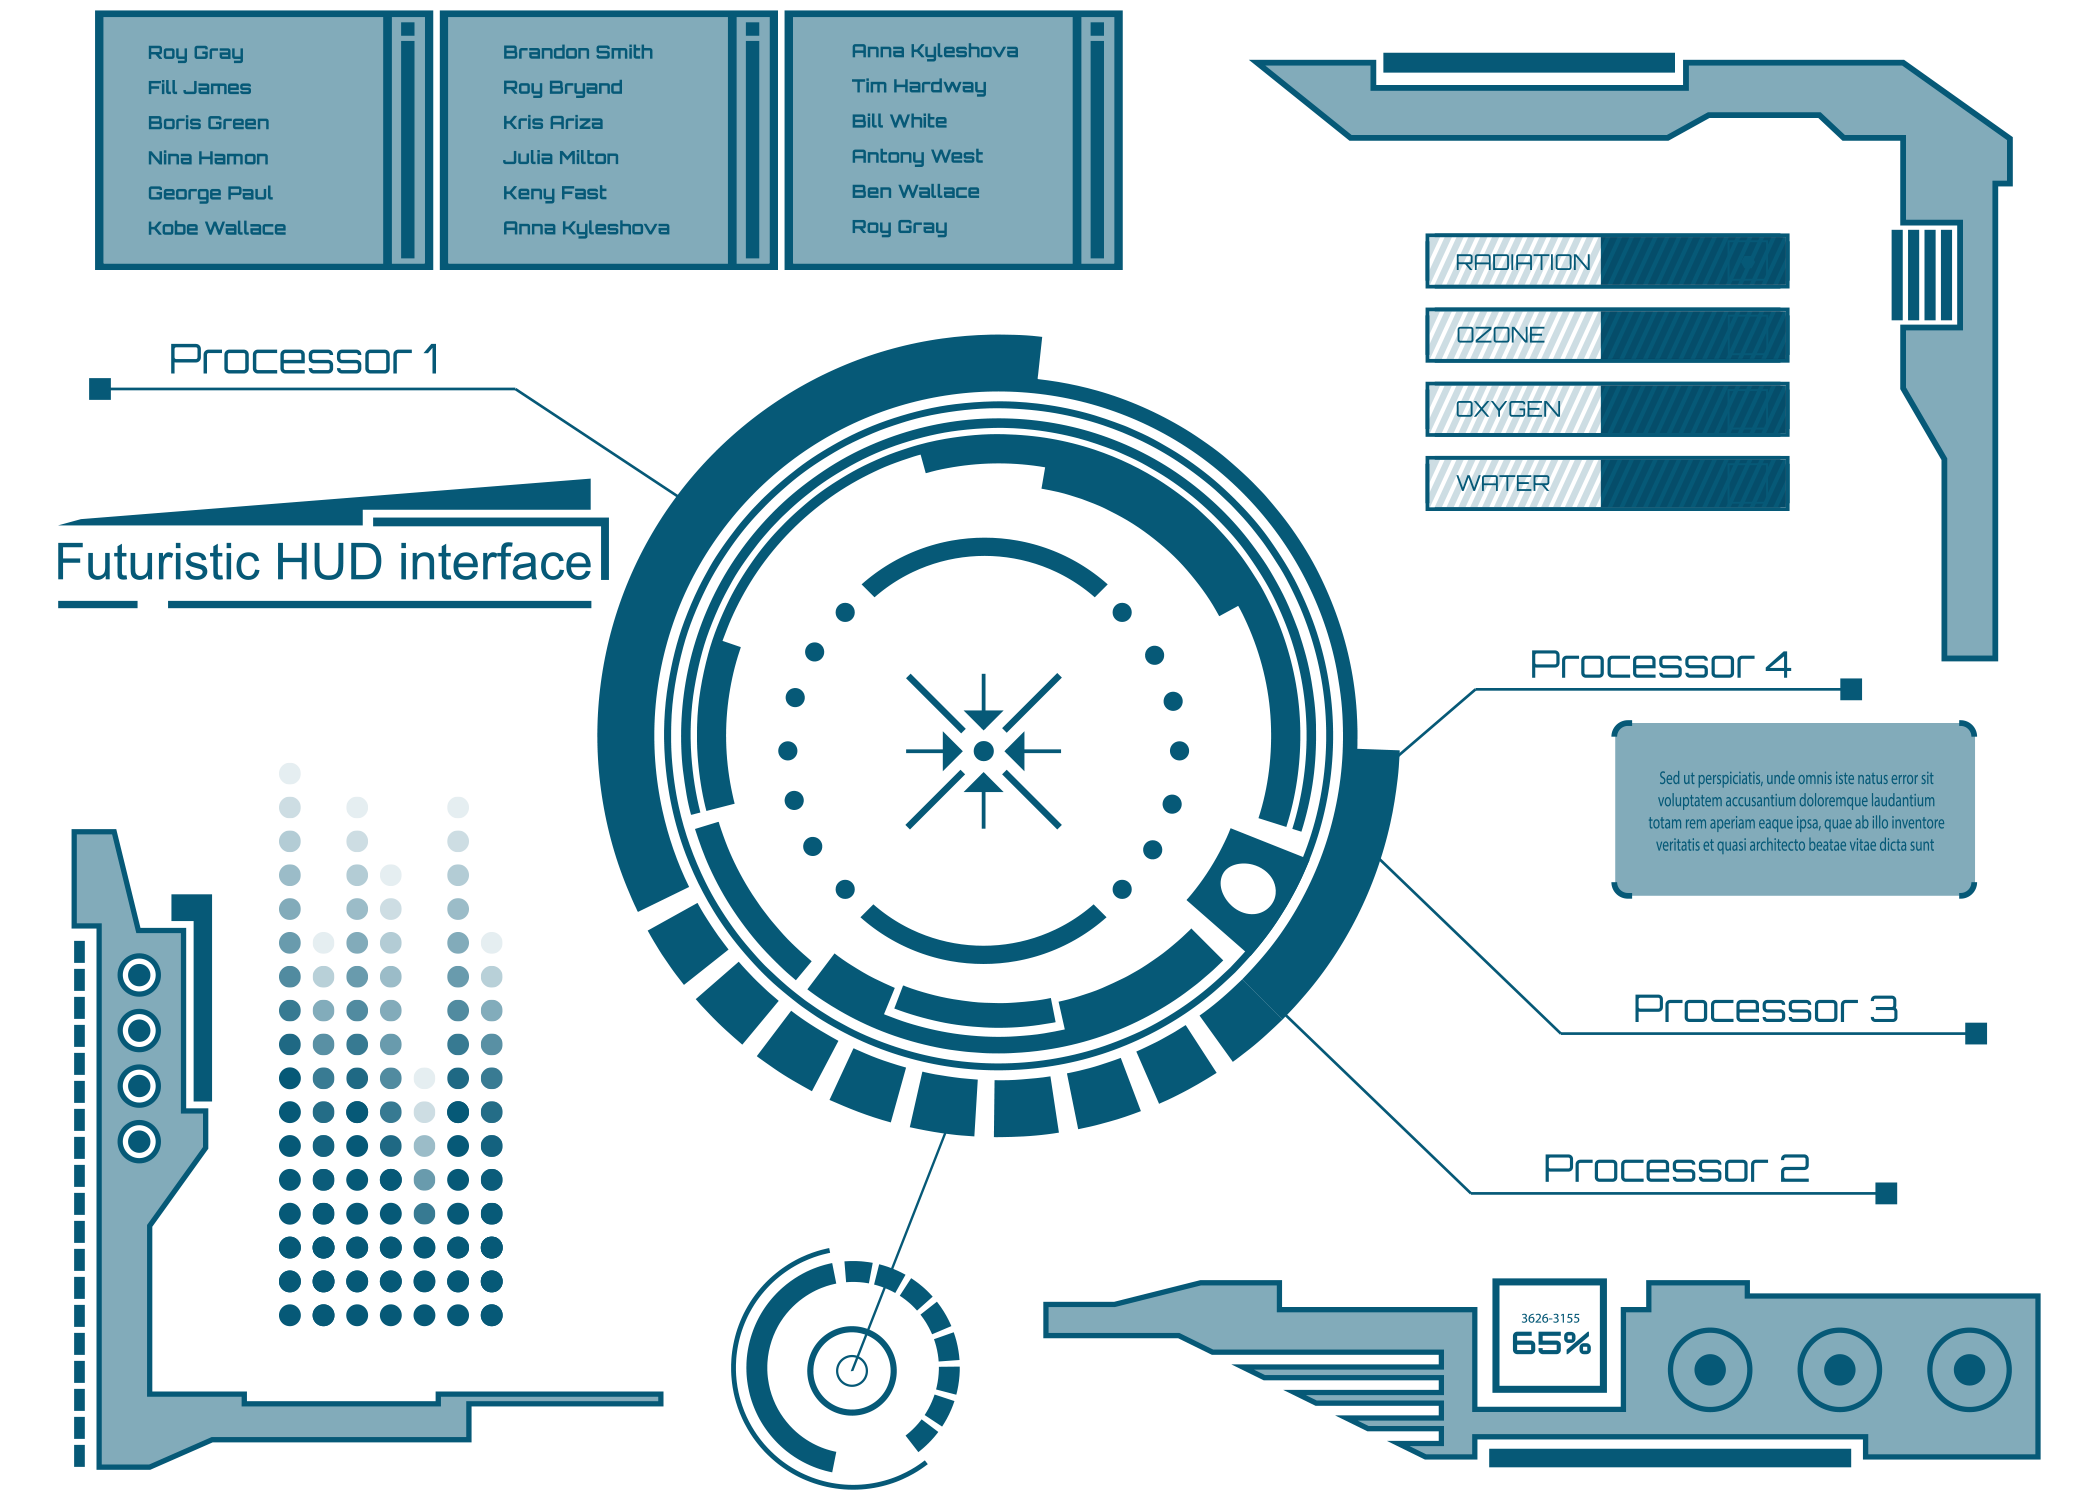 Roy Gray
Fill James
Boris Green
Nina Hamon
George Paul
Kobe Wallace
Brandon Smith
Roy Bryand
Kris Ariza
Julia Milton
Keny Fast
Anna Kyleshova
Anna Kyleshova
Tim Hardway
Bill White
Antony West
Ben Wallace
Roy Gray
RADIATION
OZONE
OXYGEN
WATER
Processor 1
Futuristic HUD interface
Processor 4
Sed ut perspiciatis, unde omnis iste natus error sit
voluptatem accusantium doloremque laudantium
totam rem aperiam eaque ipsa, quae ab illo inventore
veritatis et quasi architecto beatae vitae dicta sunt
Processor 3
Processor 2
3626-3155
65%